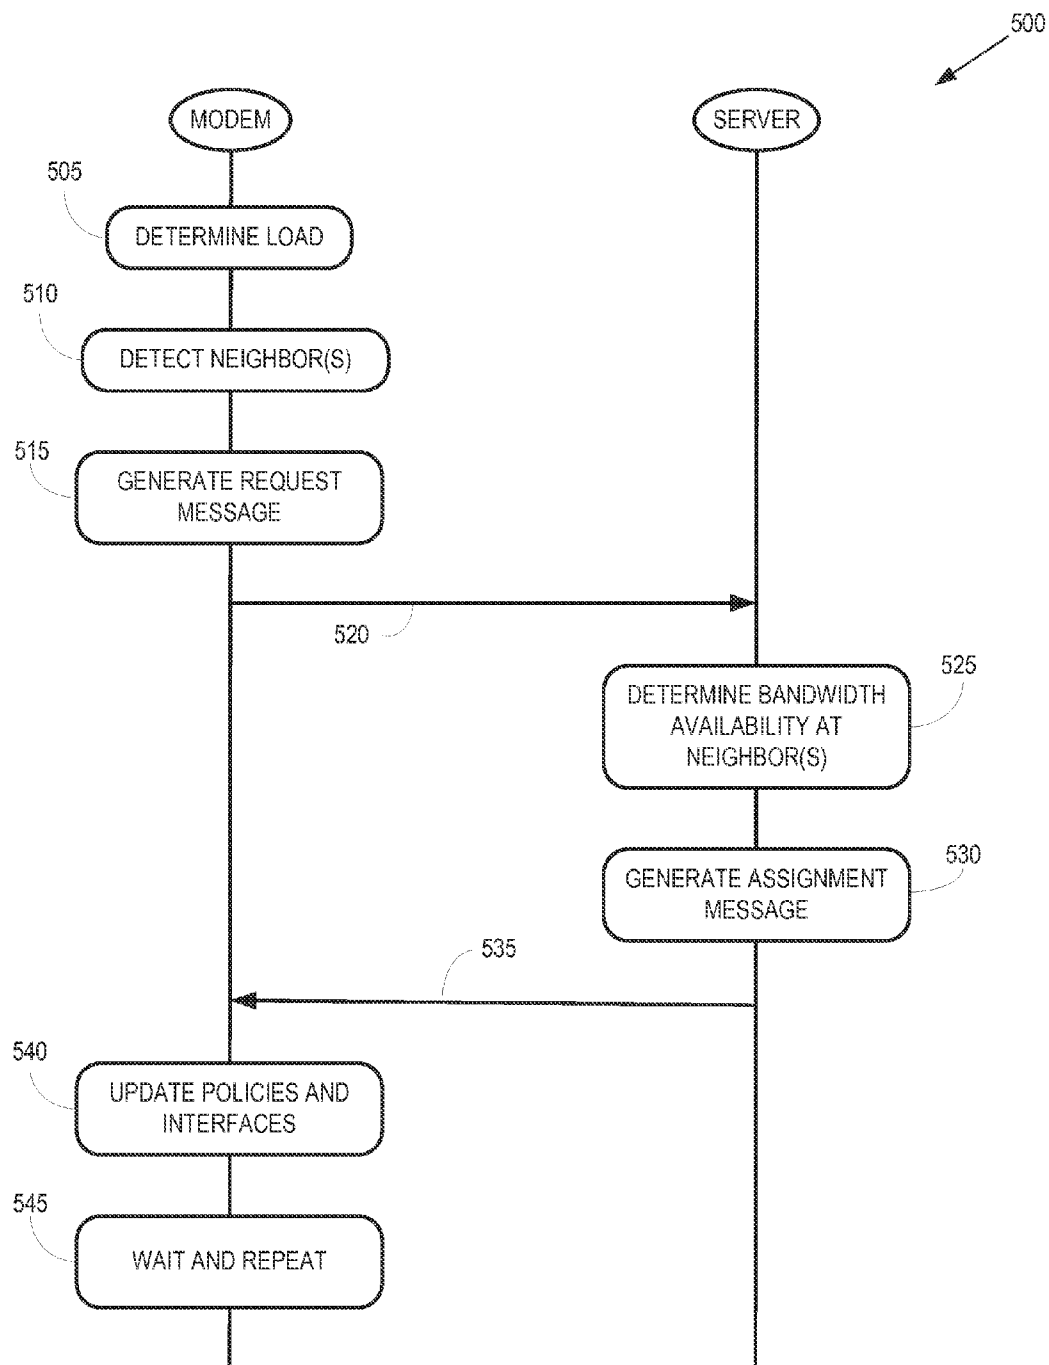 500
MODEM
SERVER
505
DETERMINE LOAD
510
DETECT NEIGHBOR(S)
515
GENERATE REQUEST
MESSAGE
520
525
DETERMINE BANDWIDTH
AVAILABILITY AT
NEIGHBOR(S)
530
GENERATE ASSIGNMENT
MESSAGE
535
540
UPDATE POLICIES AND
INTERFACES
545
WAIT AND REPEAT